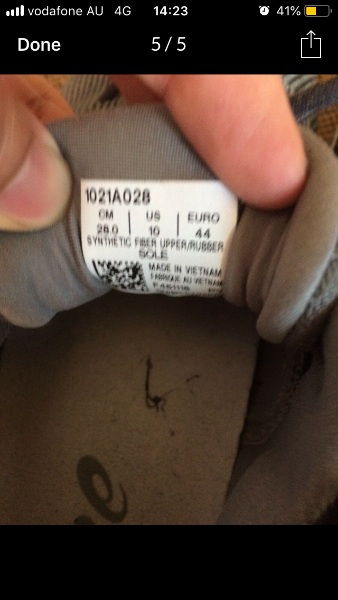 vodafone AU 4G 14:23 41%
Done 5/5
1021A028
CM US EURO
28.0 10 44
SYNTHETIC FIBER UPPER/RUBBER
SOLE
MADE IN VIETNAM
FABRIQUE AU VIETNAM